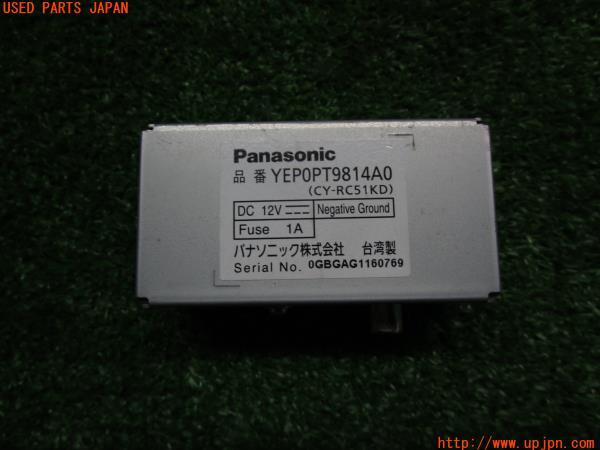 USED PARTS JAPAN
Panasonic
品 番 YEP0PT9814A0
(CY-RC51KD)
DC 12V Negative Ground
Fuse 1A
パナソニック株式会社 台湾製
Serial No. 0GBGAG1160769
http://www.upjpn.com/